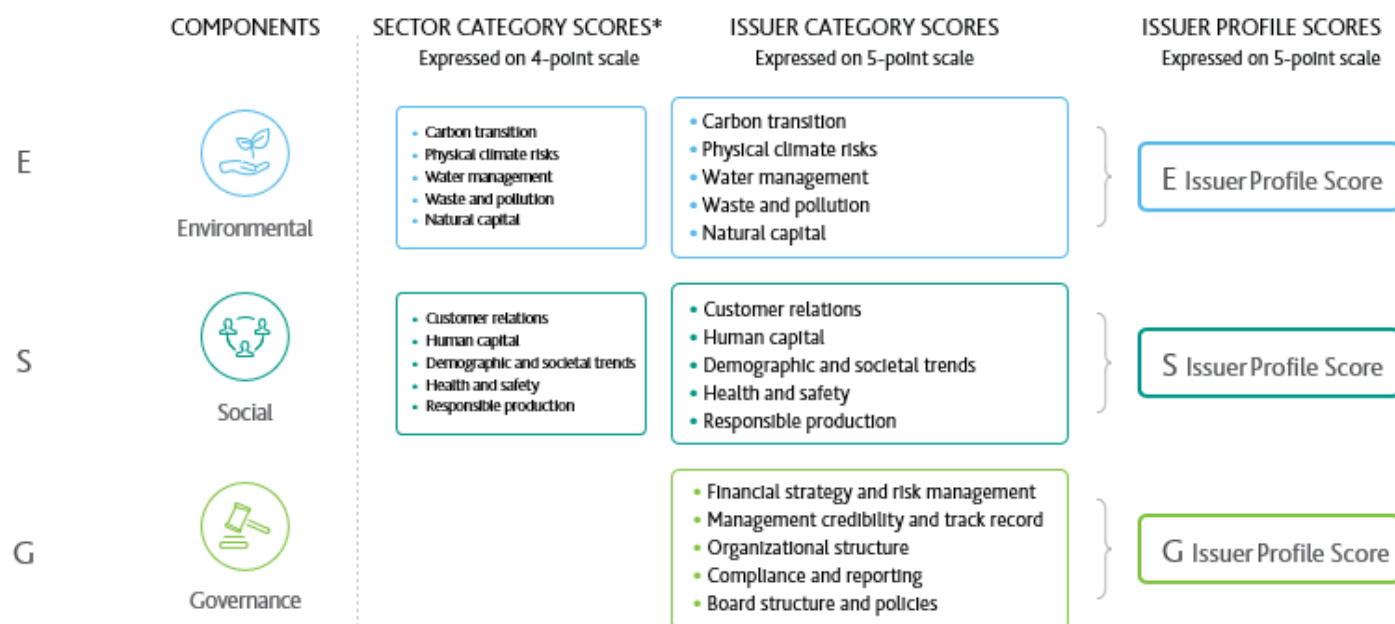 COMPONENTS
SECTOR CATEGORY SCORES*
Expressed on 4-point scale
ISSUER CATEGORY SCORES
Expressed on 5-point scale
ISSUER PROFILE SCORES
Expressed on 5-point scale
E
Environmental
• Carbon transition
• Physical climate risks
• Water management
• Waste and pollution
• Natural capital
• Carbon transition
• Physical climate risks
• Water management
• Waste and pollution
• Natural capital
E Issuer Profile Score
S
Social
• Customer relations
• Human capital
• Demographic and societal trends
• Health and safety
• Responsible production
• Customer relations
• Human capital
• Demographic and societal trends
• Health and safety
• Responsible production
S Issuer Profile Score
G
Governance
• Financial strategy and risk management
• Management credibility and track record
• Organizational structure
• Compliance and reporting
• Board structure and policies
G Issuer Profile Score